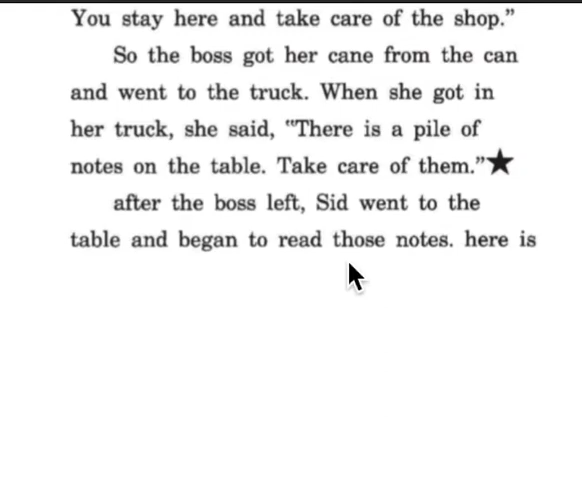 You stay here and take care of the shop.”
So the boss got her cane from the can
and went to the truck. When she got in
her truck, she said, “There is a pile of
notes on the table. Take care of them.”★
after the boss left, Sid went to the
table and began to read those notes. here is